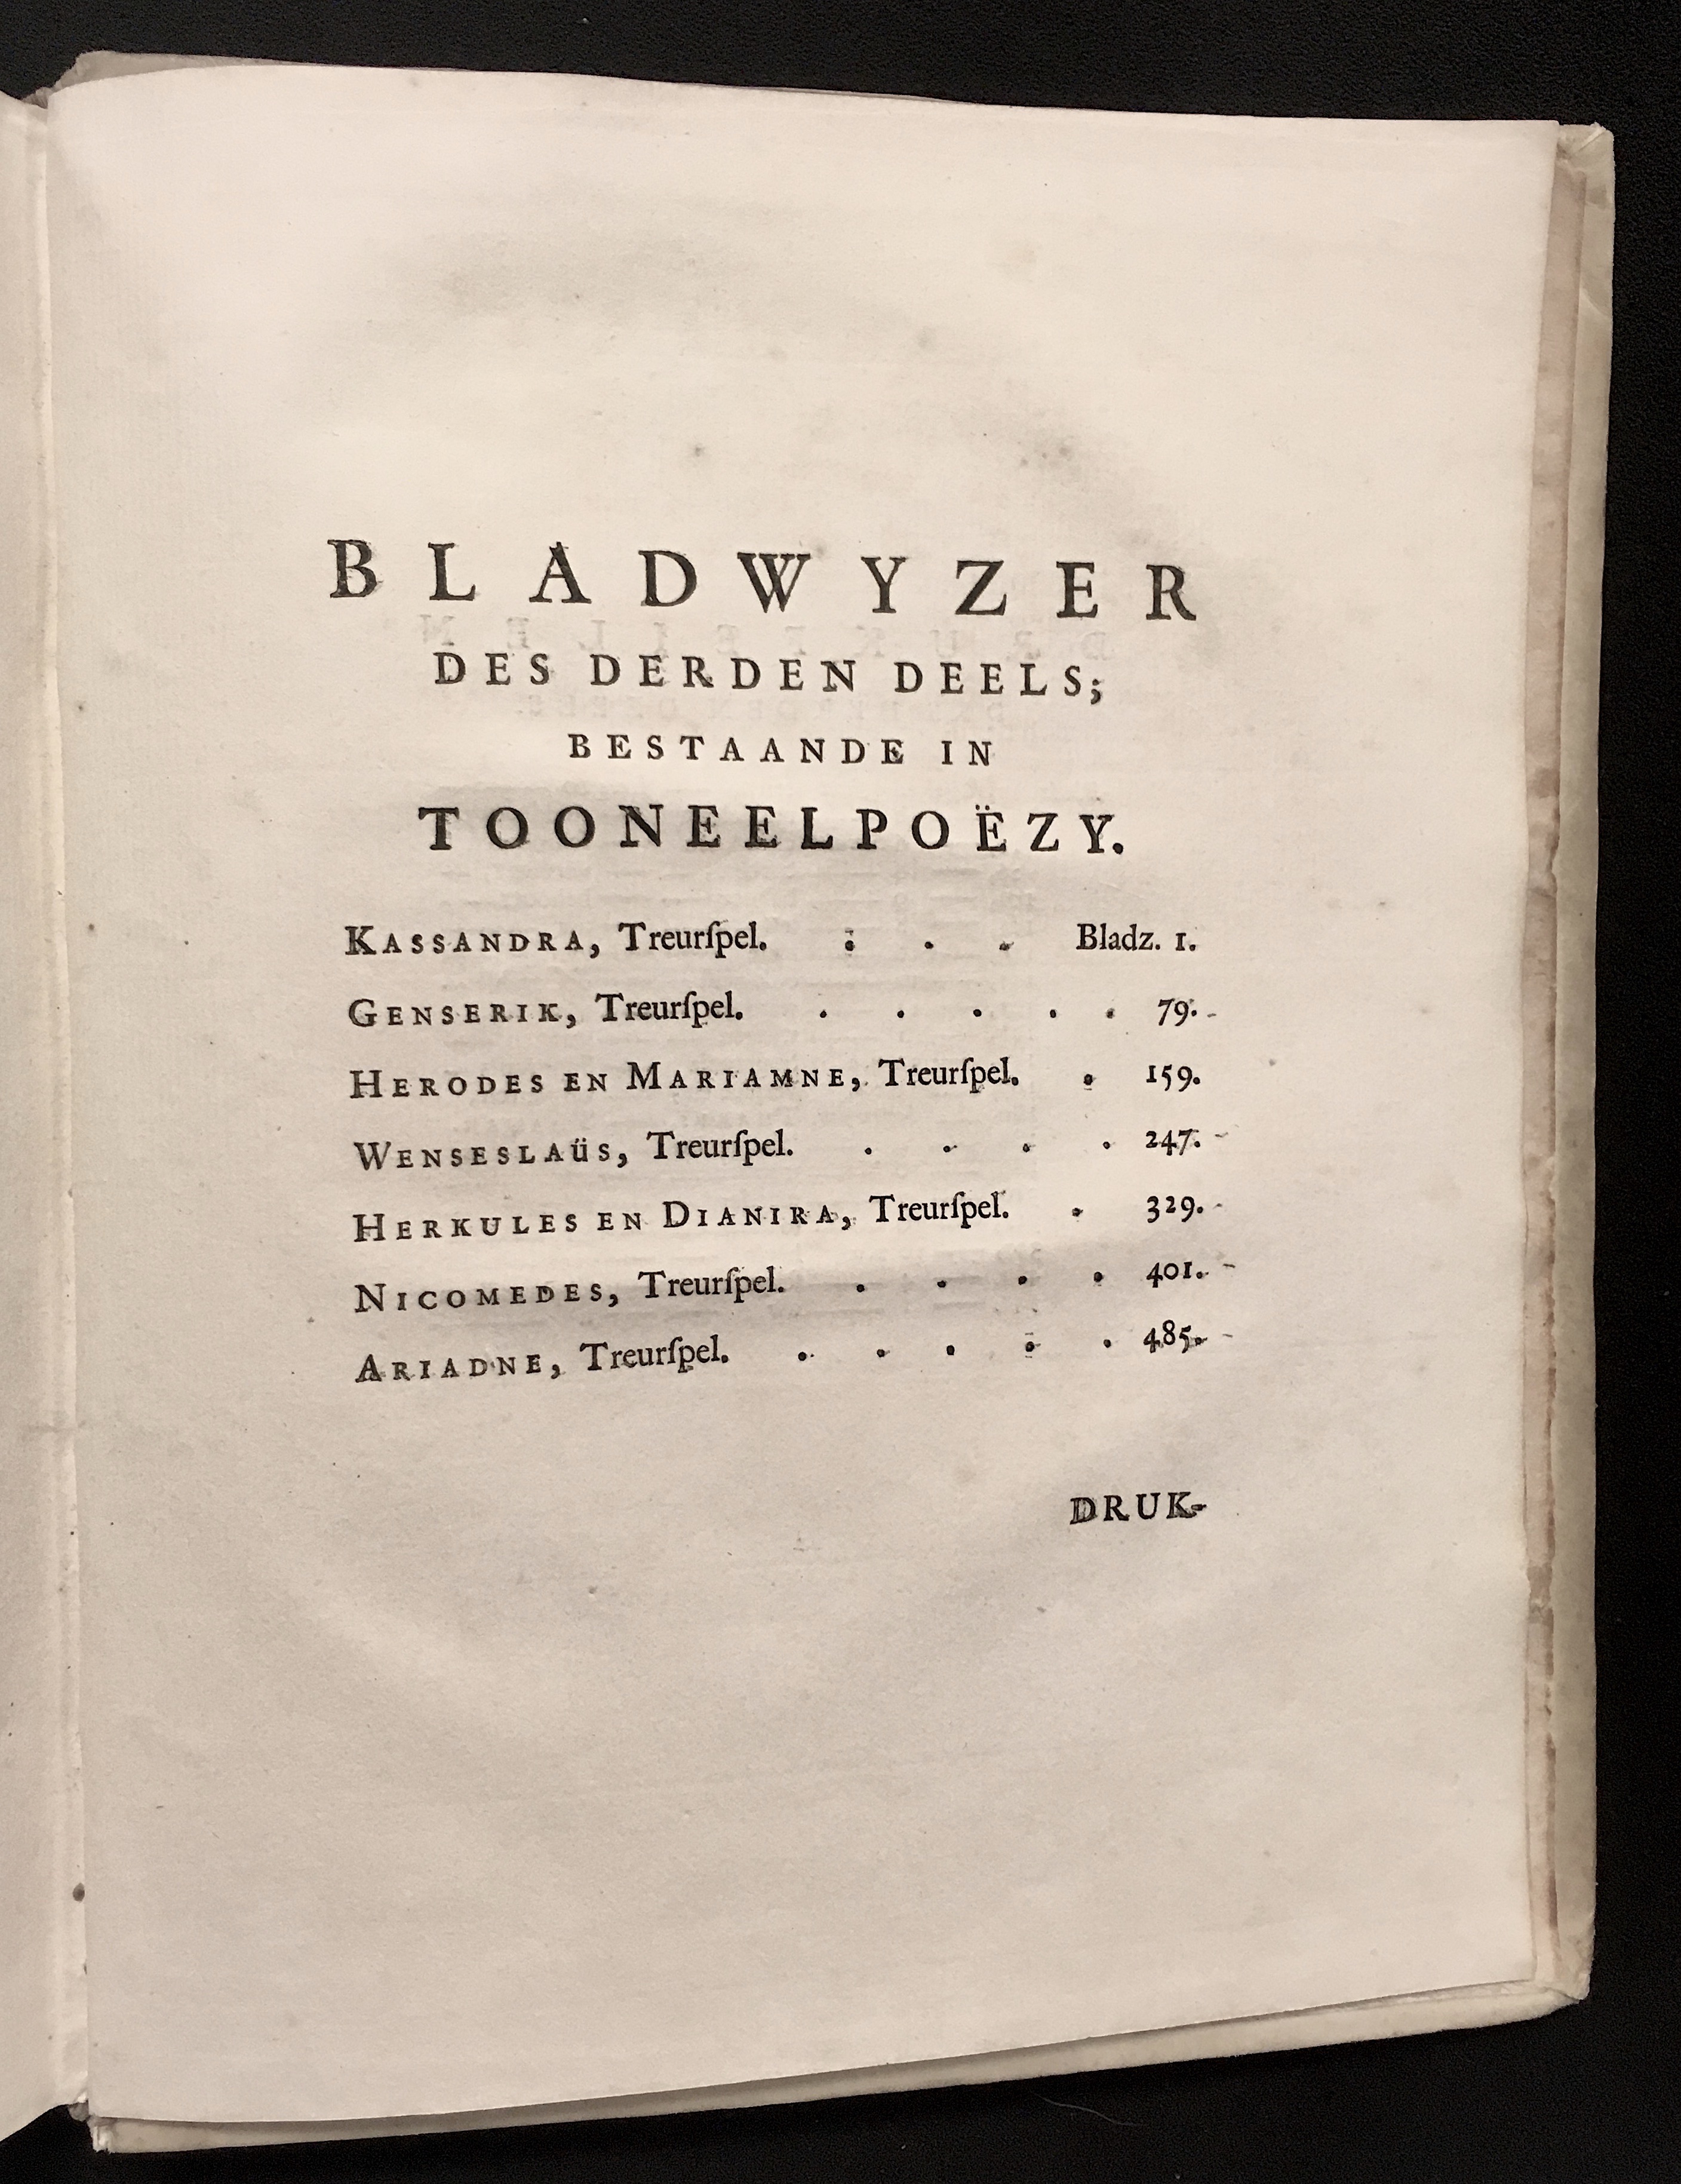 BLADWYZER
DES DERDEN DEELS;
BESTAANDE IN
TOONEELPOËZY.
KASSANDRA, Treurſpel. : . . Bladz. 1.
GENSERIK, Treurſpel. . . . . . 79.
HERODES EN MARIAMNE, Treurſpel. . 159.
WENSESLAüS, Treurſpel. . . . . 247.
HERKULES EN DIANIRA, Treurſpel. . 329.
NICOMEDES, Treurſpel. . . . . 401.
ARIADNE, Treurſpel. . . . . . 485.
DRUK-